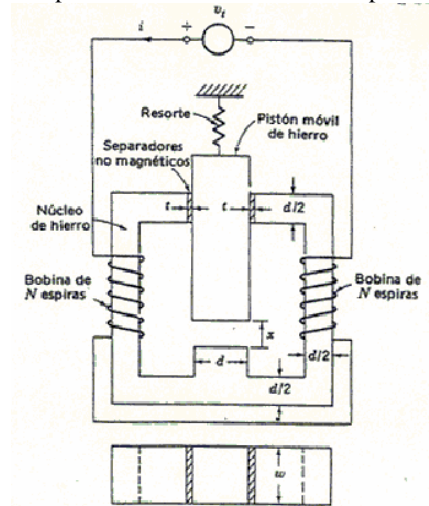 v_i
i
+
−
Resorte
Pistón móvil
de hierro
Separadores
no magnéticos
t
t
d/2
Núcleo
de hierro
Bobina de
N espiras
Bobina de
N espiras
x
d
d/2
d/2
w